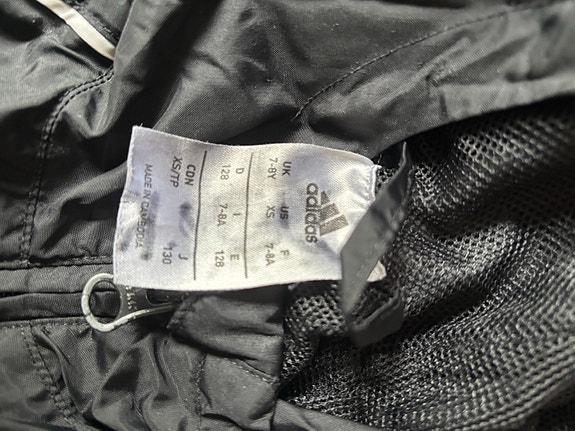 adidas
UK US F
7-8Y XS 7-8A
D I E
128 7-8A 128
CDN J
XS/TP 130
MADE IN CAMBODIA